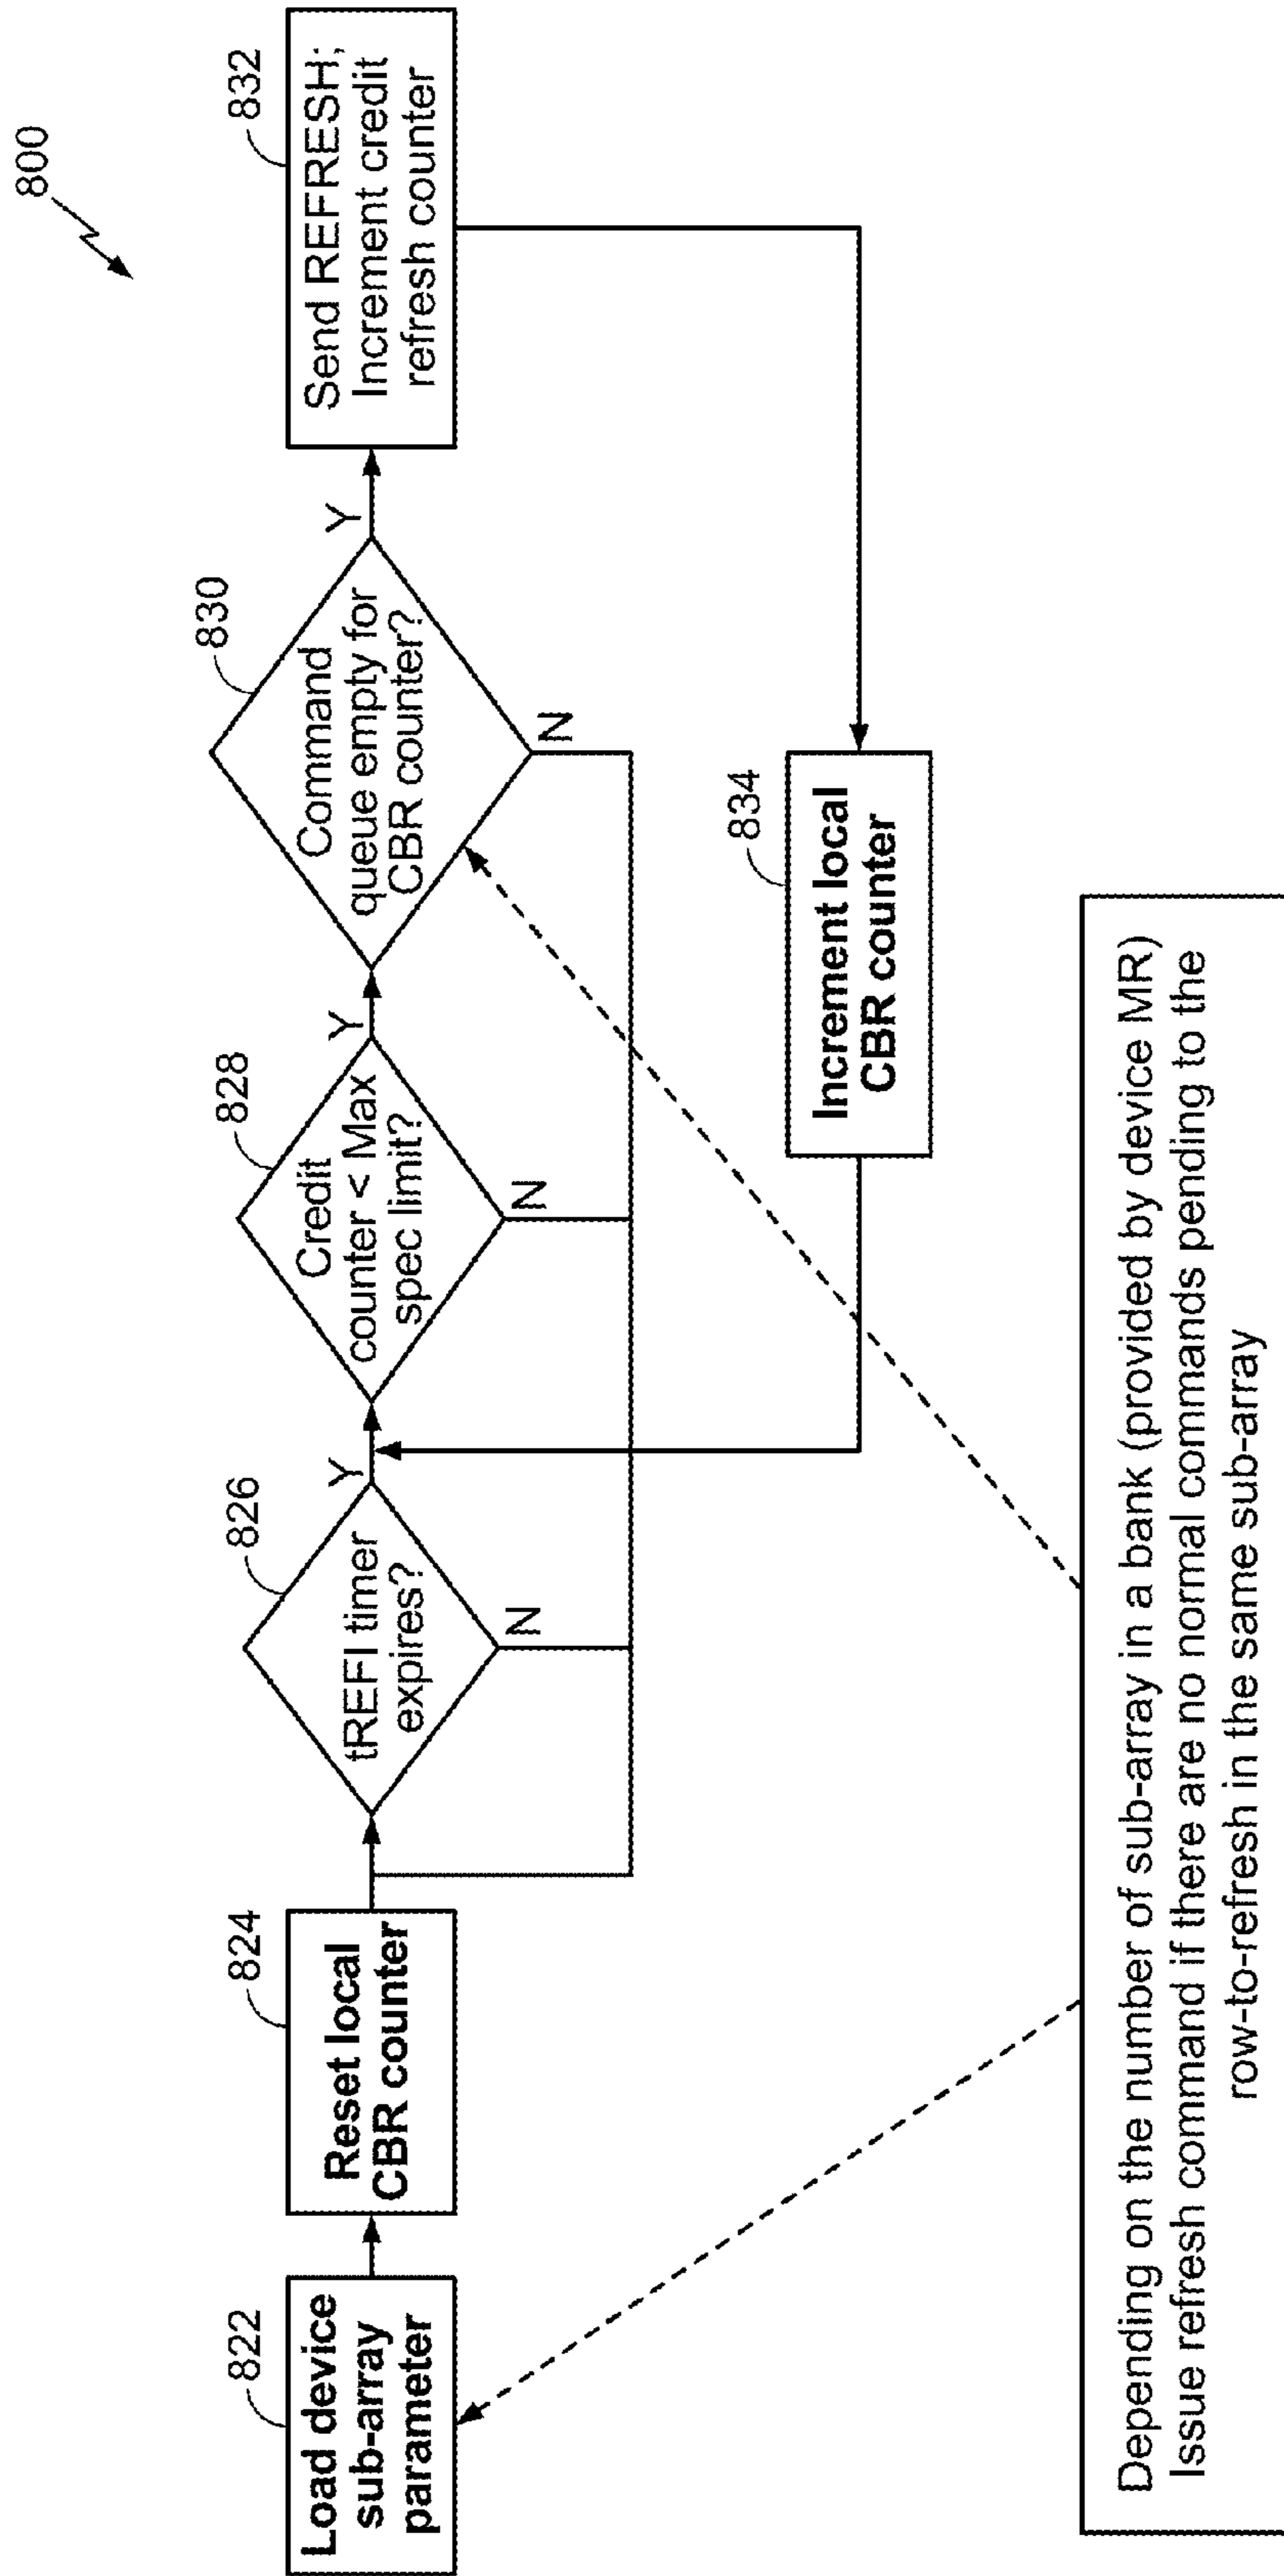 800
822
Load device
sub-array
parameter
824
Reset local
CBR counter
826
tREFI timer
expires?
Y
N
828
Credit
counter < Max
spec limit?
Y
N
830
Command
queue empty for
CBR counter?
Y
N
832
Send REFRESH;
Increment credit
refresh counter
834
Increment local
CBR counter
Depending on the number of sub-array in a bank (provided by device MR)
Issue refresh command if there are no normal commands pending to the
row-to-refresh in the same sub-array